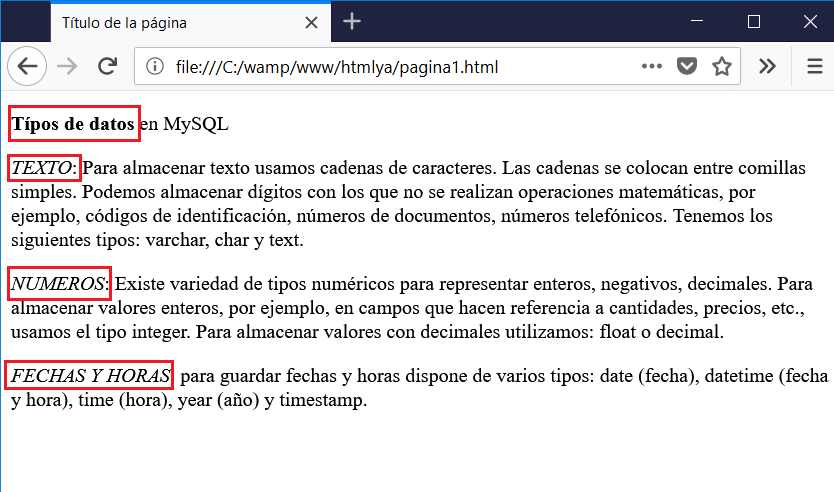 Título de la página
file:///C:/wamp/www/htmlya/pagina1.html
Típos de datos en MySQL
TEXTO: Para almacenar texto usamos cadenas de caracteres. Las cadenas se colocan entre comillas
simples. Podemos almacenar dígitos con los que no se realizan operaciones matemáticas, por
ejemplo, códigos de identificación, números de documentos, números telefónicos. Tenemos los
siguientes tipos: varchar, char y text.
NUMEROS: Existe variedad de tipos numéricos para representar enteros, negativos, decimales. Para
almacenar valores enteros, por ejemplo, en campos que hacen referencia a cantidades, precios, etc.,
usamos el tipo integer. Para almacenar valores con decimales utilizamos: float o decimal.
FECHAS Y HORAS: para guardar fechas y horas dispone de varios tipos: date (fecha), datetime (fecha
y hora), time (hora), year (año) y timestamp.